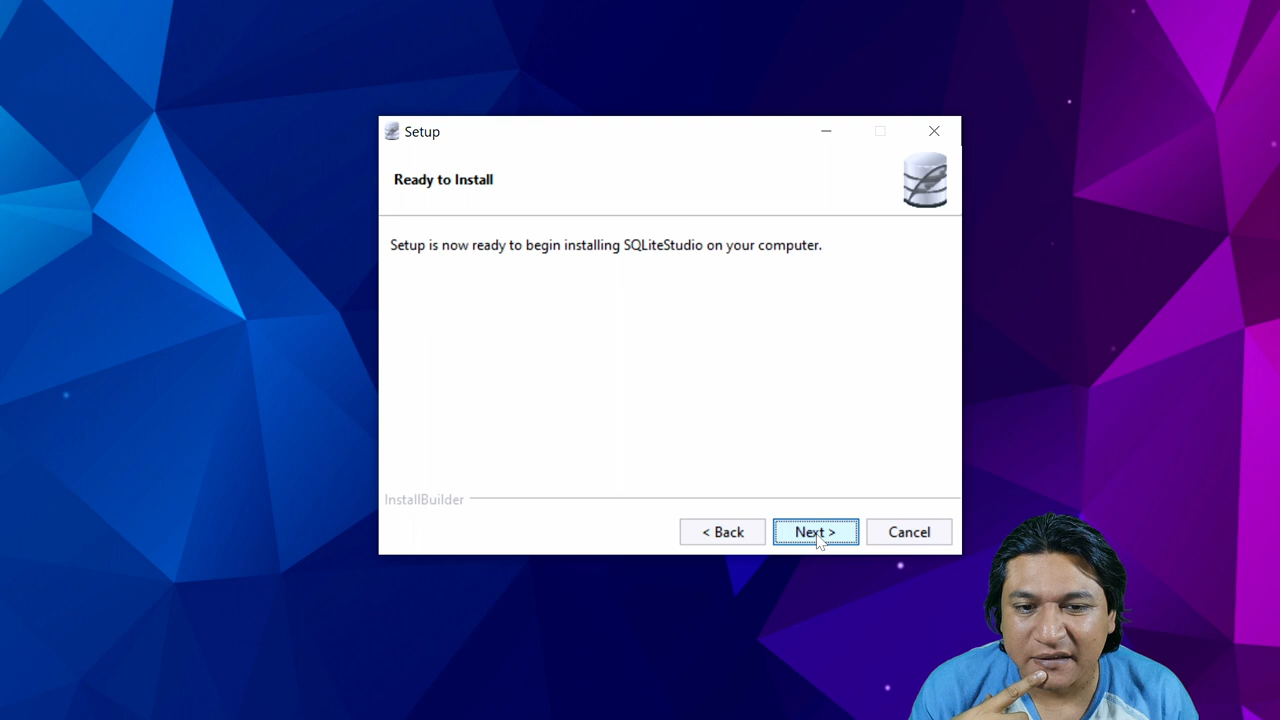 Setup
Ready to Install
Setup is now ready to begin installing SQLiteStudio on your computer.
InstallBuilder
< Back
Next >
Cancel